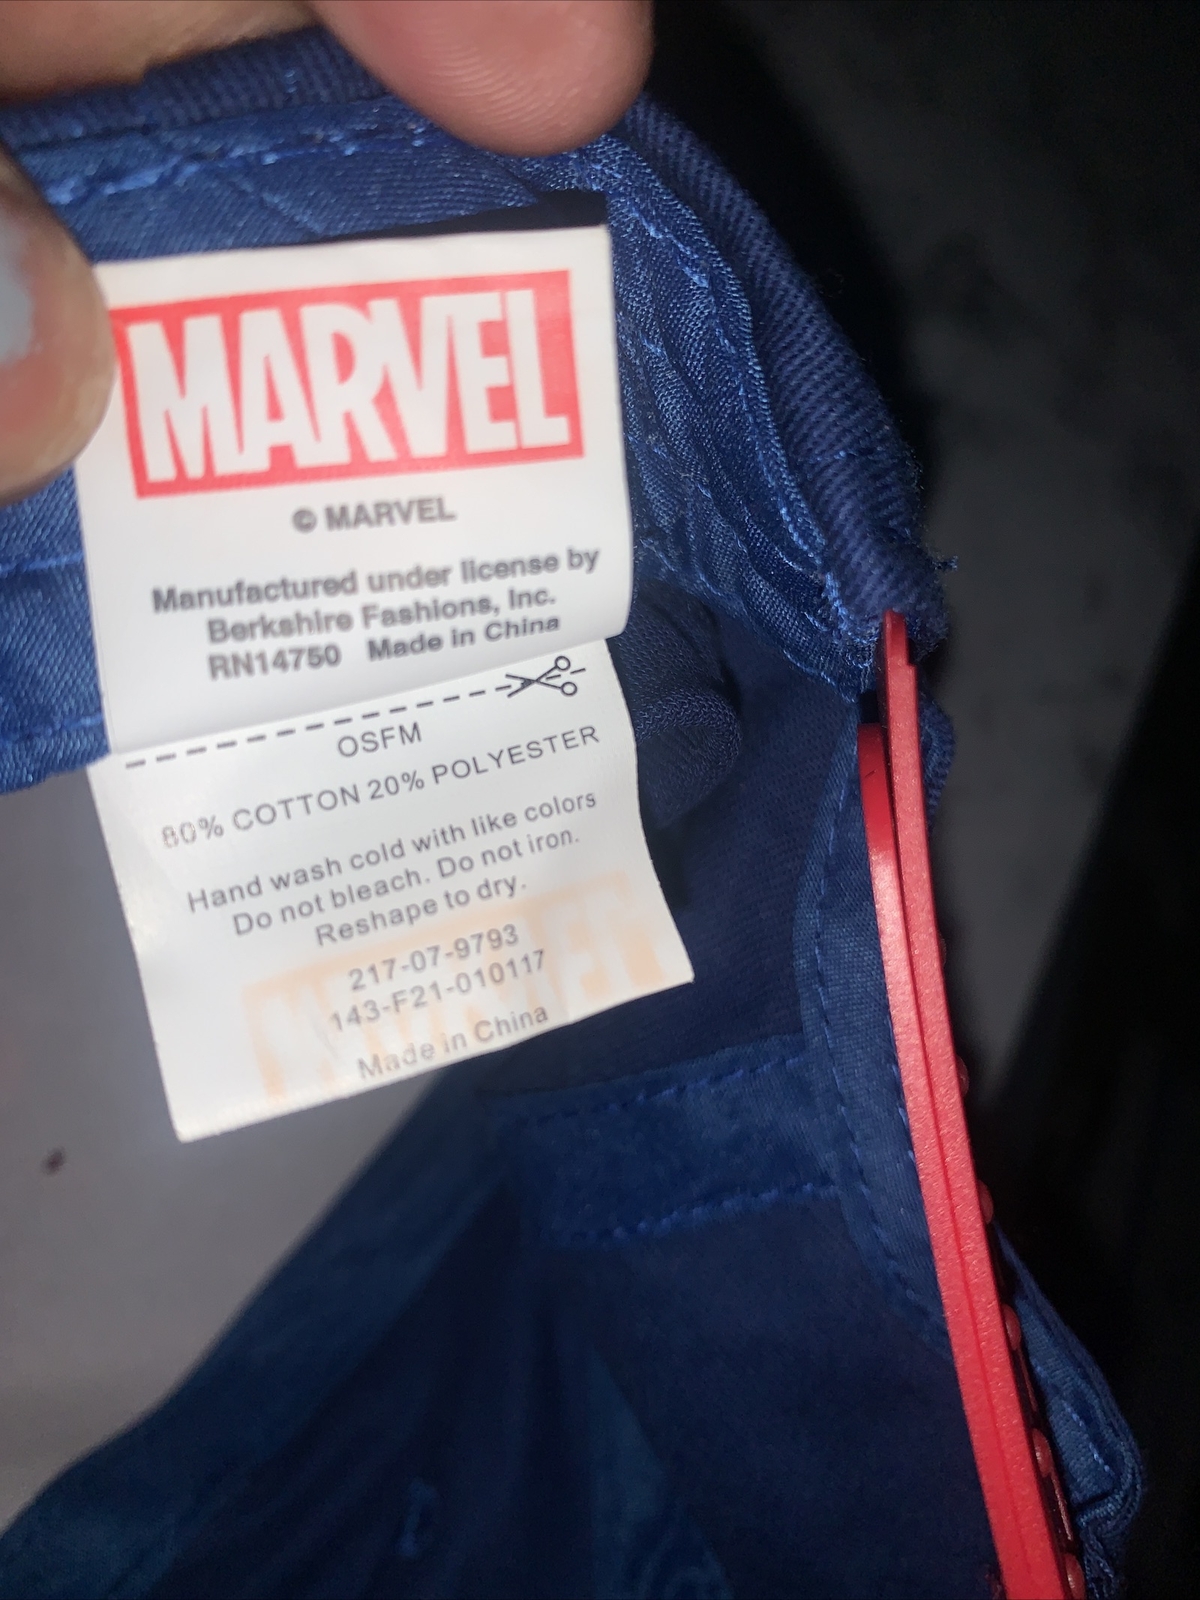 MARVEL
© MARVEL
Manufactured under license by
Berkshire Fashions, Inc.
RN14750 Made in China
OSFM
80% COTTON 20% POLYESTER
Hand wash cold with like colors
Do not bleach. Do not iron.
Reshape to dry.
217-07-9793
143-F21-010117
Made in China